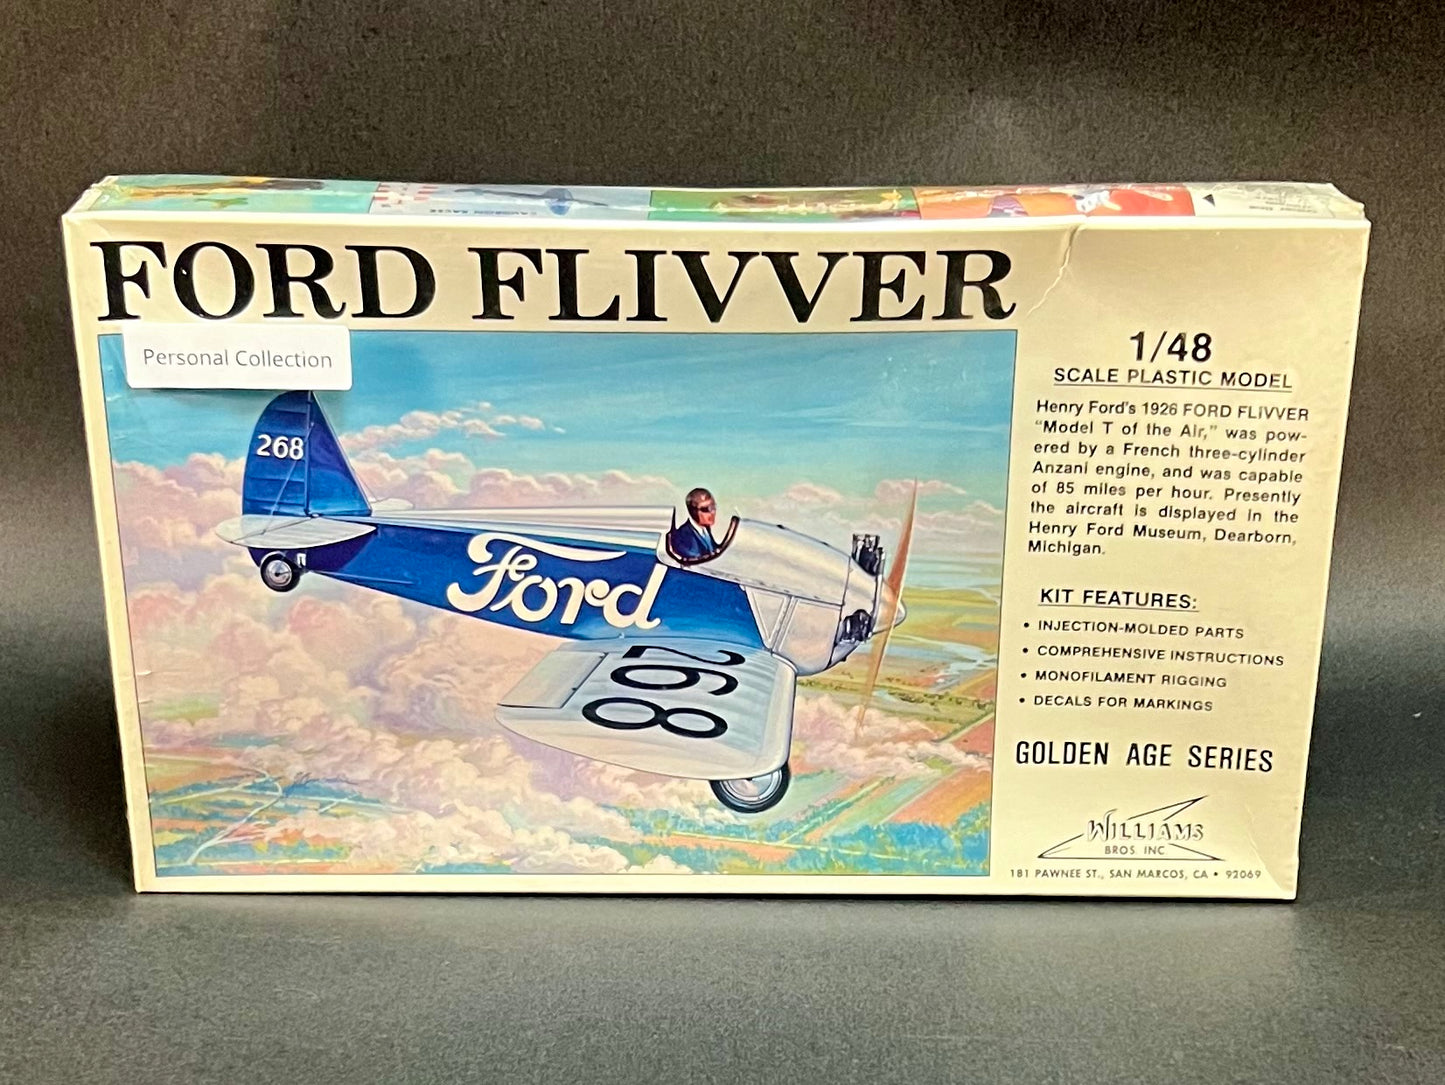 FORD FLIVVER
Personal Collection
1/48
SCALE PLASTIC MODEL
Henry Ford's 1926 FORD FLIVVER
"Model T of the Air," was pow-
ered by a French three-cylinder
Anzani engine, and was capable
of 85 miles per hour. Presently
the aircraft is displayed in the
Henry Ford Museum, Dearborn,
Michigan.
KIT FEATURES:
• INJECTION-MOLDED PARTS
• COMPREHENSIVE INSTRUCTIONS
• MONOFILAMENT RIGGING
• DECALS FOR MARKINGS
GOLDEN AGE SERIES
WILLIAMS
BROS. INC.
181 PAWNEE ST., SAN MARCOS, CA • 92069
268
Ford
268